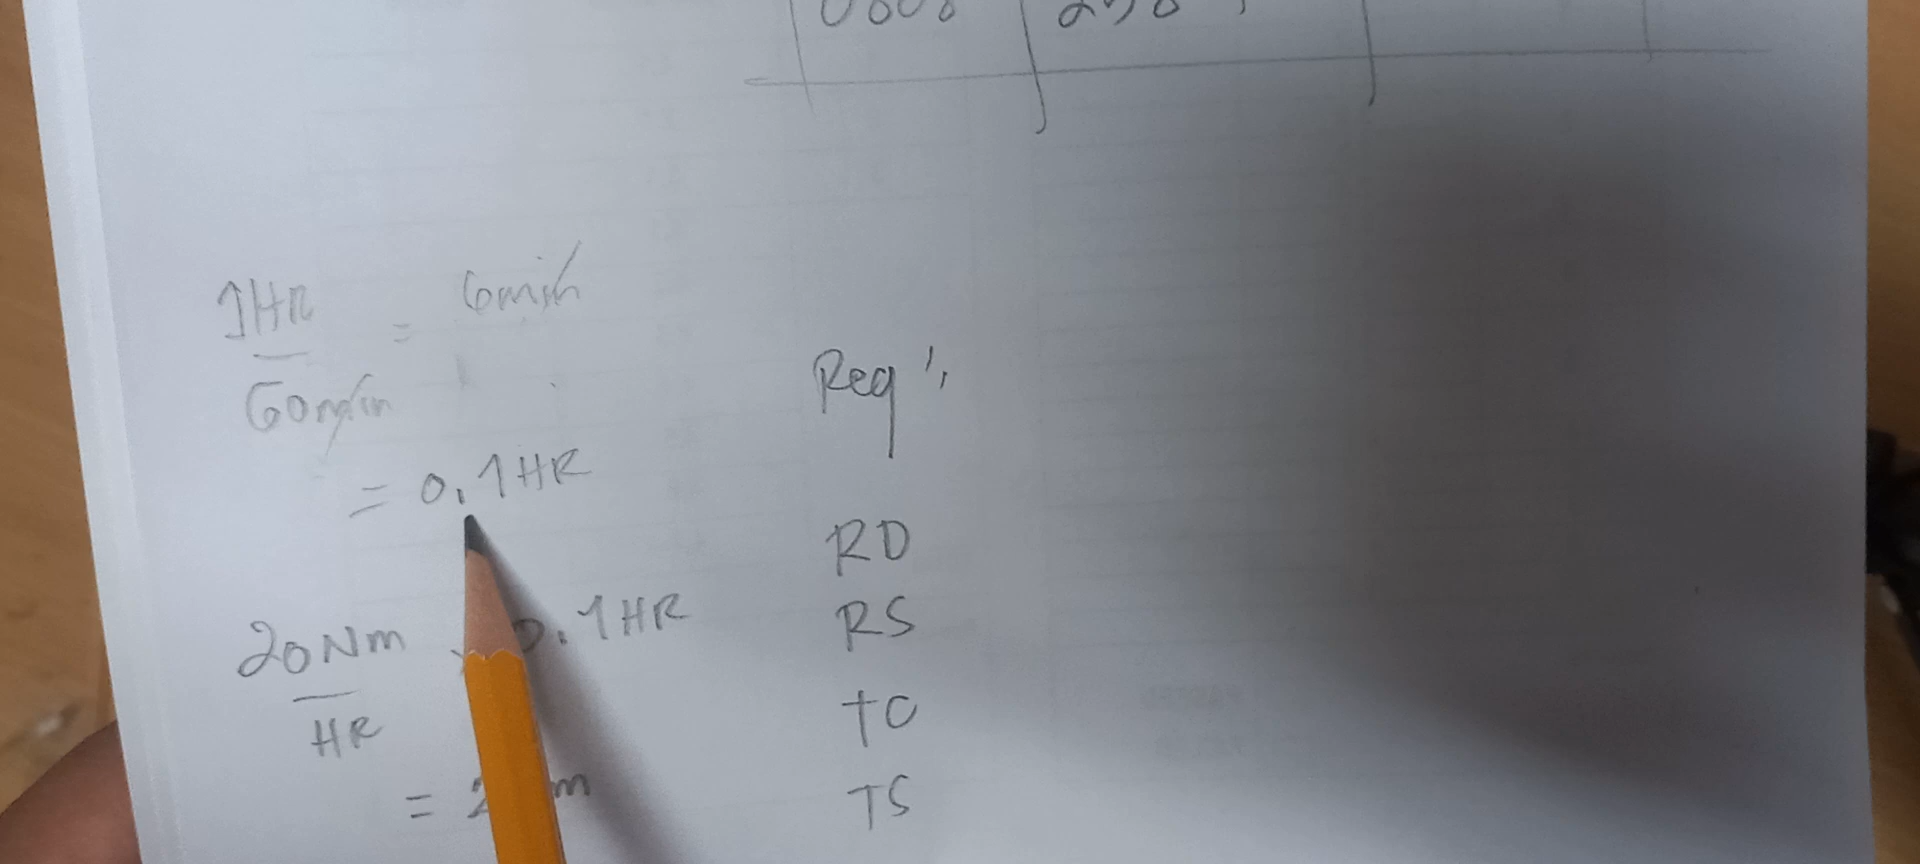 1HR = 6min
60min
= 0.1HR
20Nm 0.1HR
HR
=
Req'
RD
RS
TC
TS